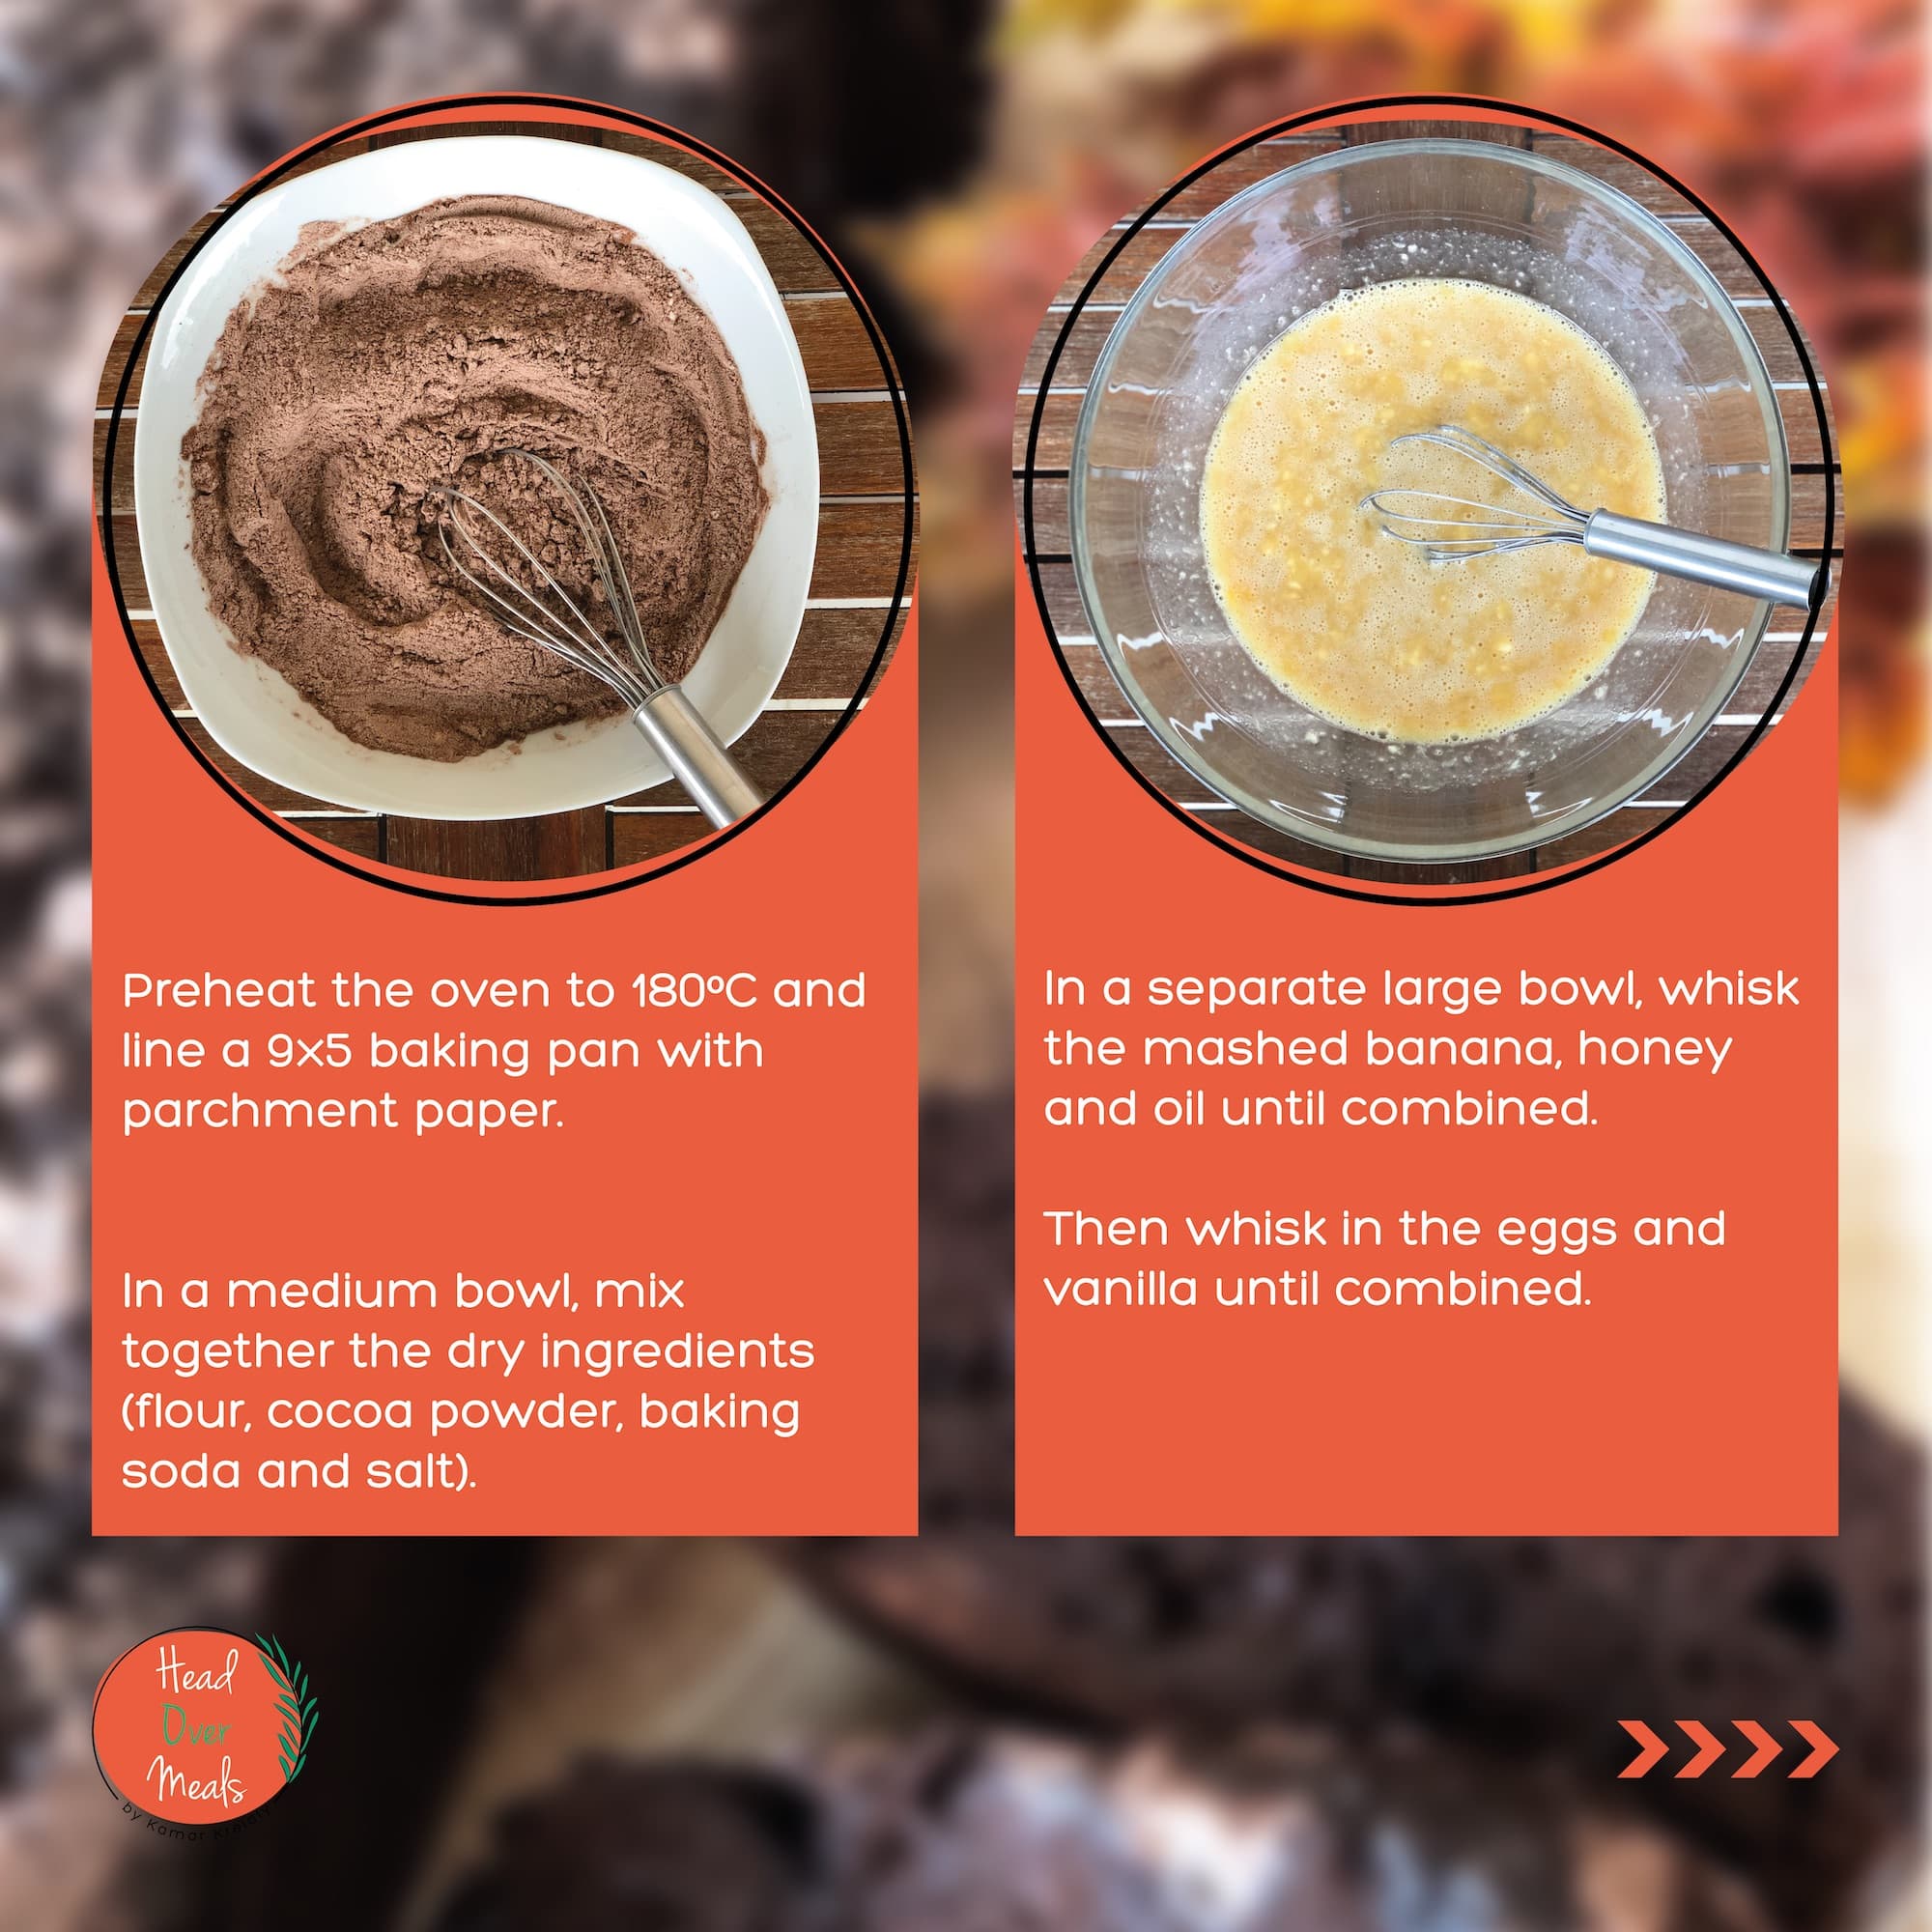 Preheat the oven to 180ºC and
line a 9x5 baking pan with
parchment paper.
In a medium bowl, mix
together the dry ingredients
(flour, cocoa powder, baking
soda and salt).
In a separate large bowl, whisk
the mashed banana, honey
and oil until combined.
Then whisk in the eggs and
vanilla until combined.
Head
Over
Meals
by Kamar